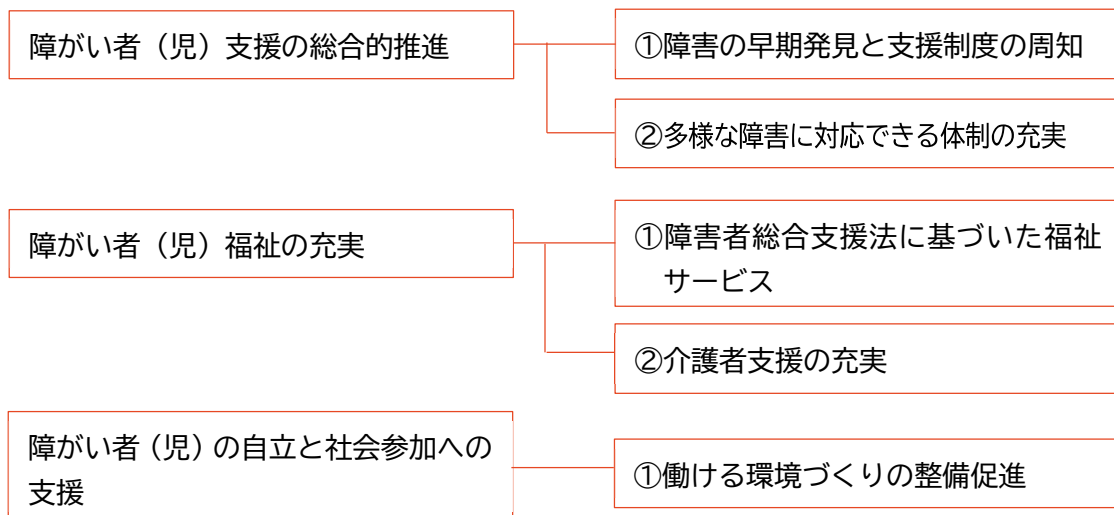 障がい者（児）支援の総合的推進
①障害の早期発見と支援制度の周知
②多様な障害に対応できる体制の充実
障がい者（児）福祉の充実
①障害者総合支援法に基づいた福祉
サービス
②介護者支援の充実
障がい者（児）の自立と社会参加への
支援
①働ける環境づくりの整備促進